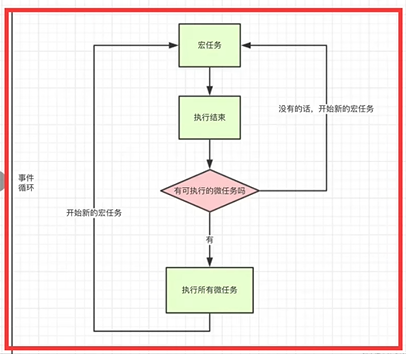 宏任务
执行结束
没有的话，开始新的宏任务
事件
循环
有可执行的微任务吗
开始新的宏任务
有
执行所有微任务